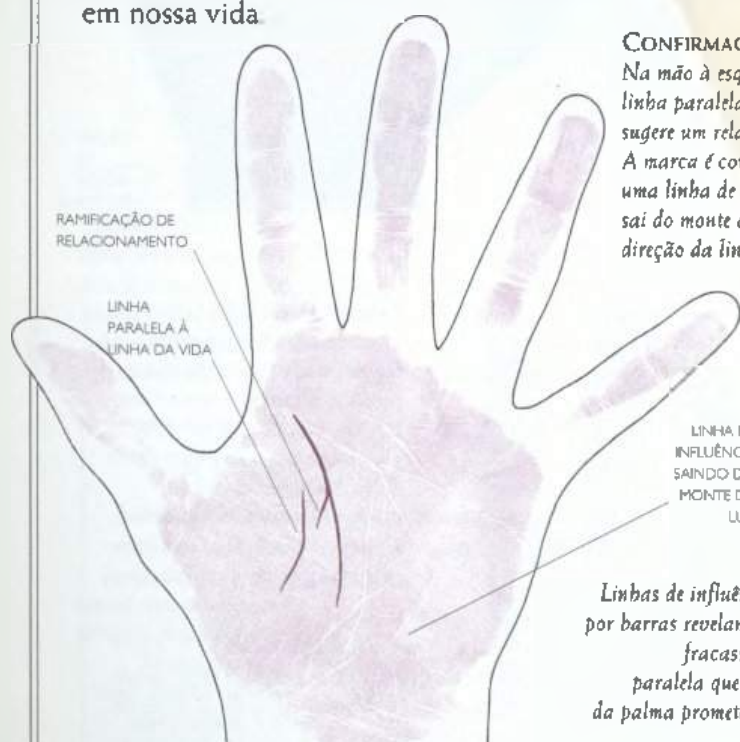 em nossa vida
CONFIRMAÇ
Na mão à esq
linha paralela
sugere um rela
A marca é co
uma linha de
sai do monte
direção da lin
RAMIFICAÇÃO DE
RELACIONAMENTO
LINHA
PARALELA À
LINHA DA VIDA
LINHA
INFLUÊNC
SAINDO D
MONTE D
LU
Linhas de influê
por barras revelar
fracas
paralela que
da palma promet